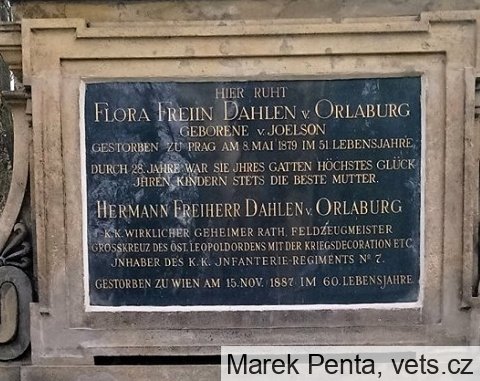 HIER RUHT
FLORA FREIIN DAHLEN v. ORLABURG
GEBORENE v. JOELSON
GESTORBEN ZU PRAG AM 8. MAI 1879 IM 51 LEBENSJAHRE
DURCH 28. JAHRE WAR SIE JHRES GATTEN HÖCHSTES GLÜCK
JHREN KINDERN STETS DIE BESTE MUTTER.
HERMANN FREIHERR DAHLEN v. ORLABURG
K.K. WIRKLICHER GEHEIMER RATH, FELDZEUGMEISTER
GROSSKREUZ DES ÖST. LEOPOLDORDENS MIT DER KRIEGSDECORATION ETC
JNHABER DES K.K. JNFANTERIE-REGIMENTS No 7.
GESTORBEN ZU WIEN AM 15. NOV. 1887 IM 60. LEBENSJAHRE.
Marek Penta, vets.cz